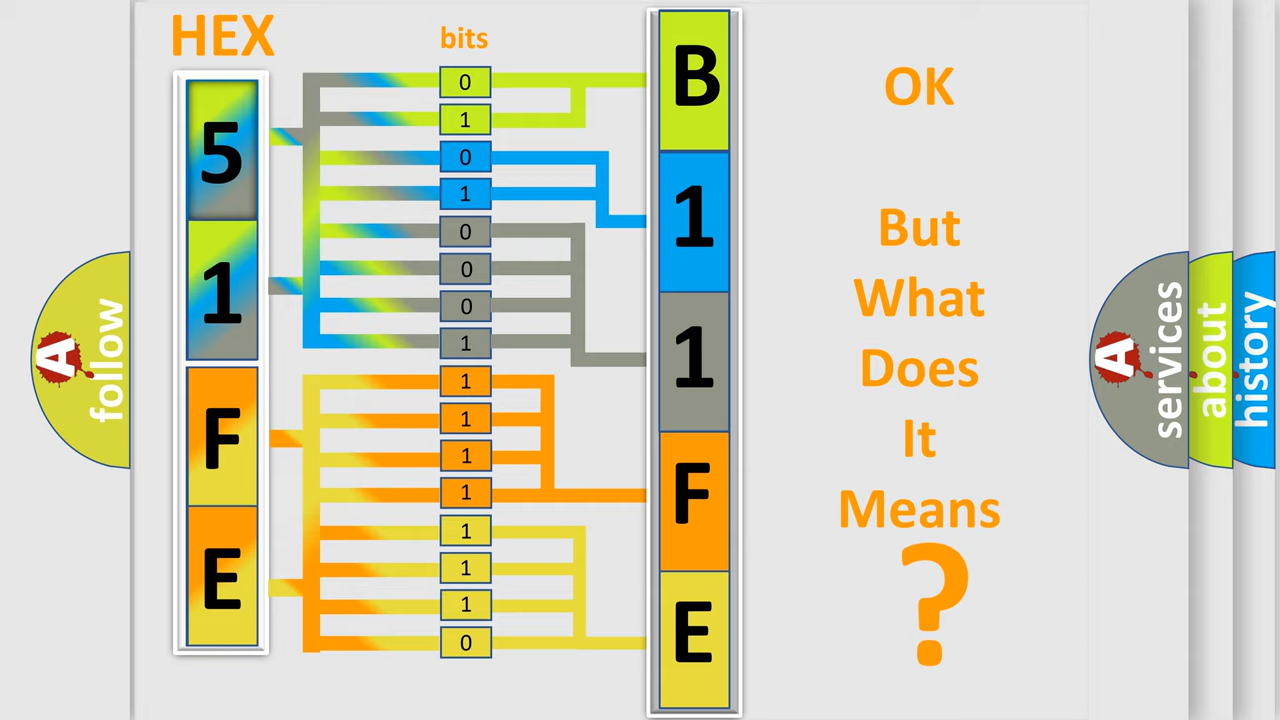 HEX
bits
5
1
F
E
0
1
0
1
0
0
0
1
1
1
1
1
1
1
1
0
B
1
1
F
E
OK
But
What
Does
It
Means
?
A
follow
A
services
about
history